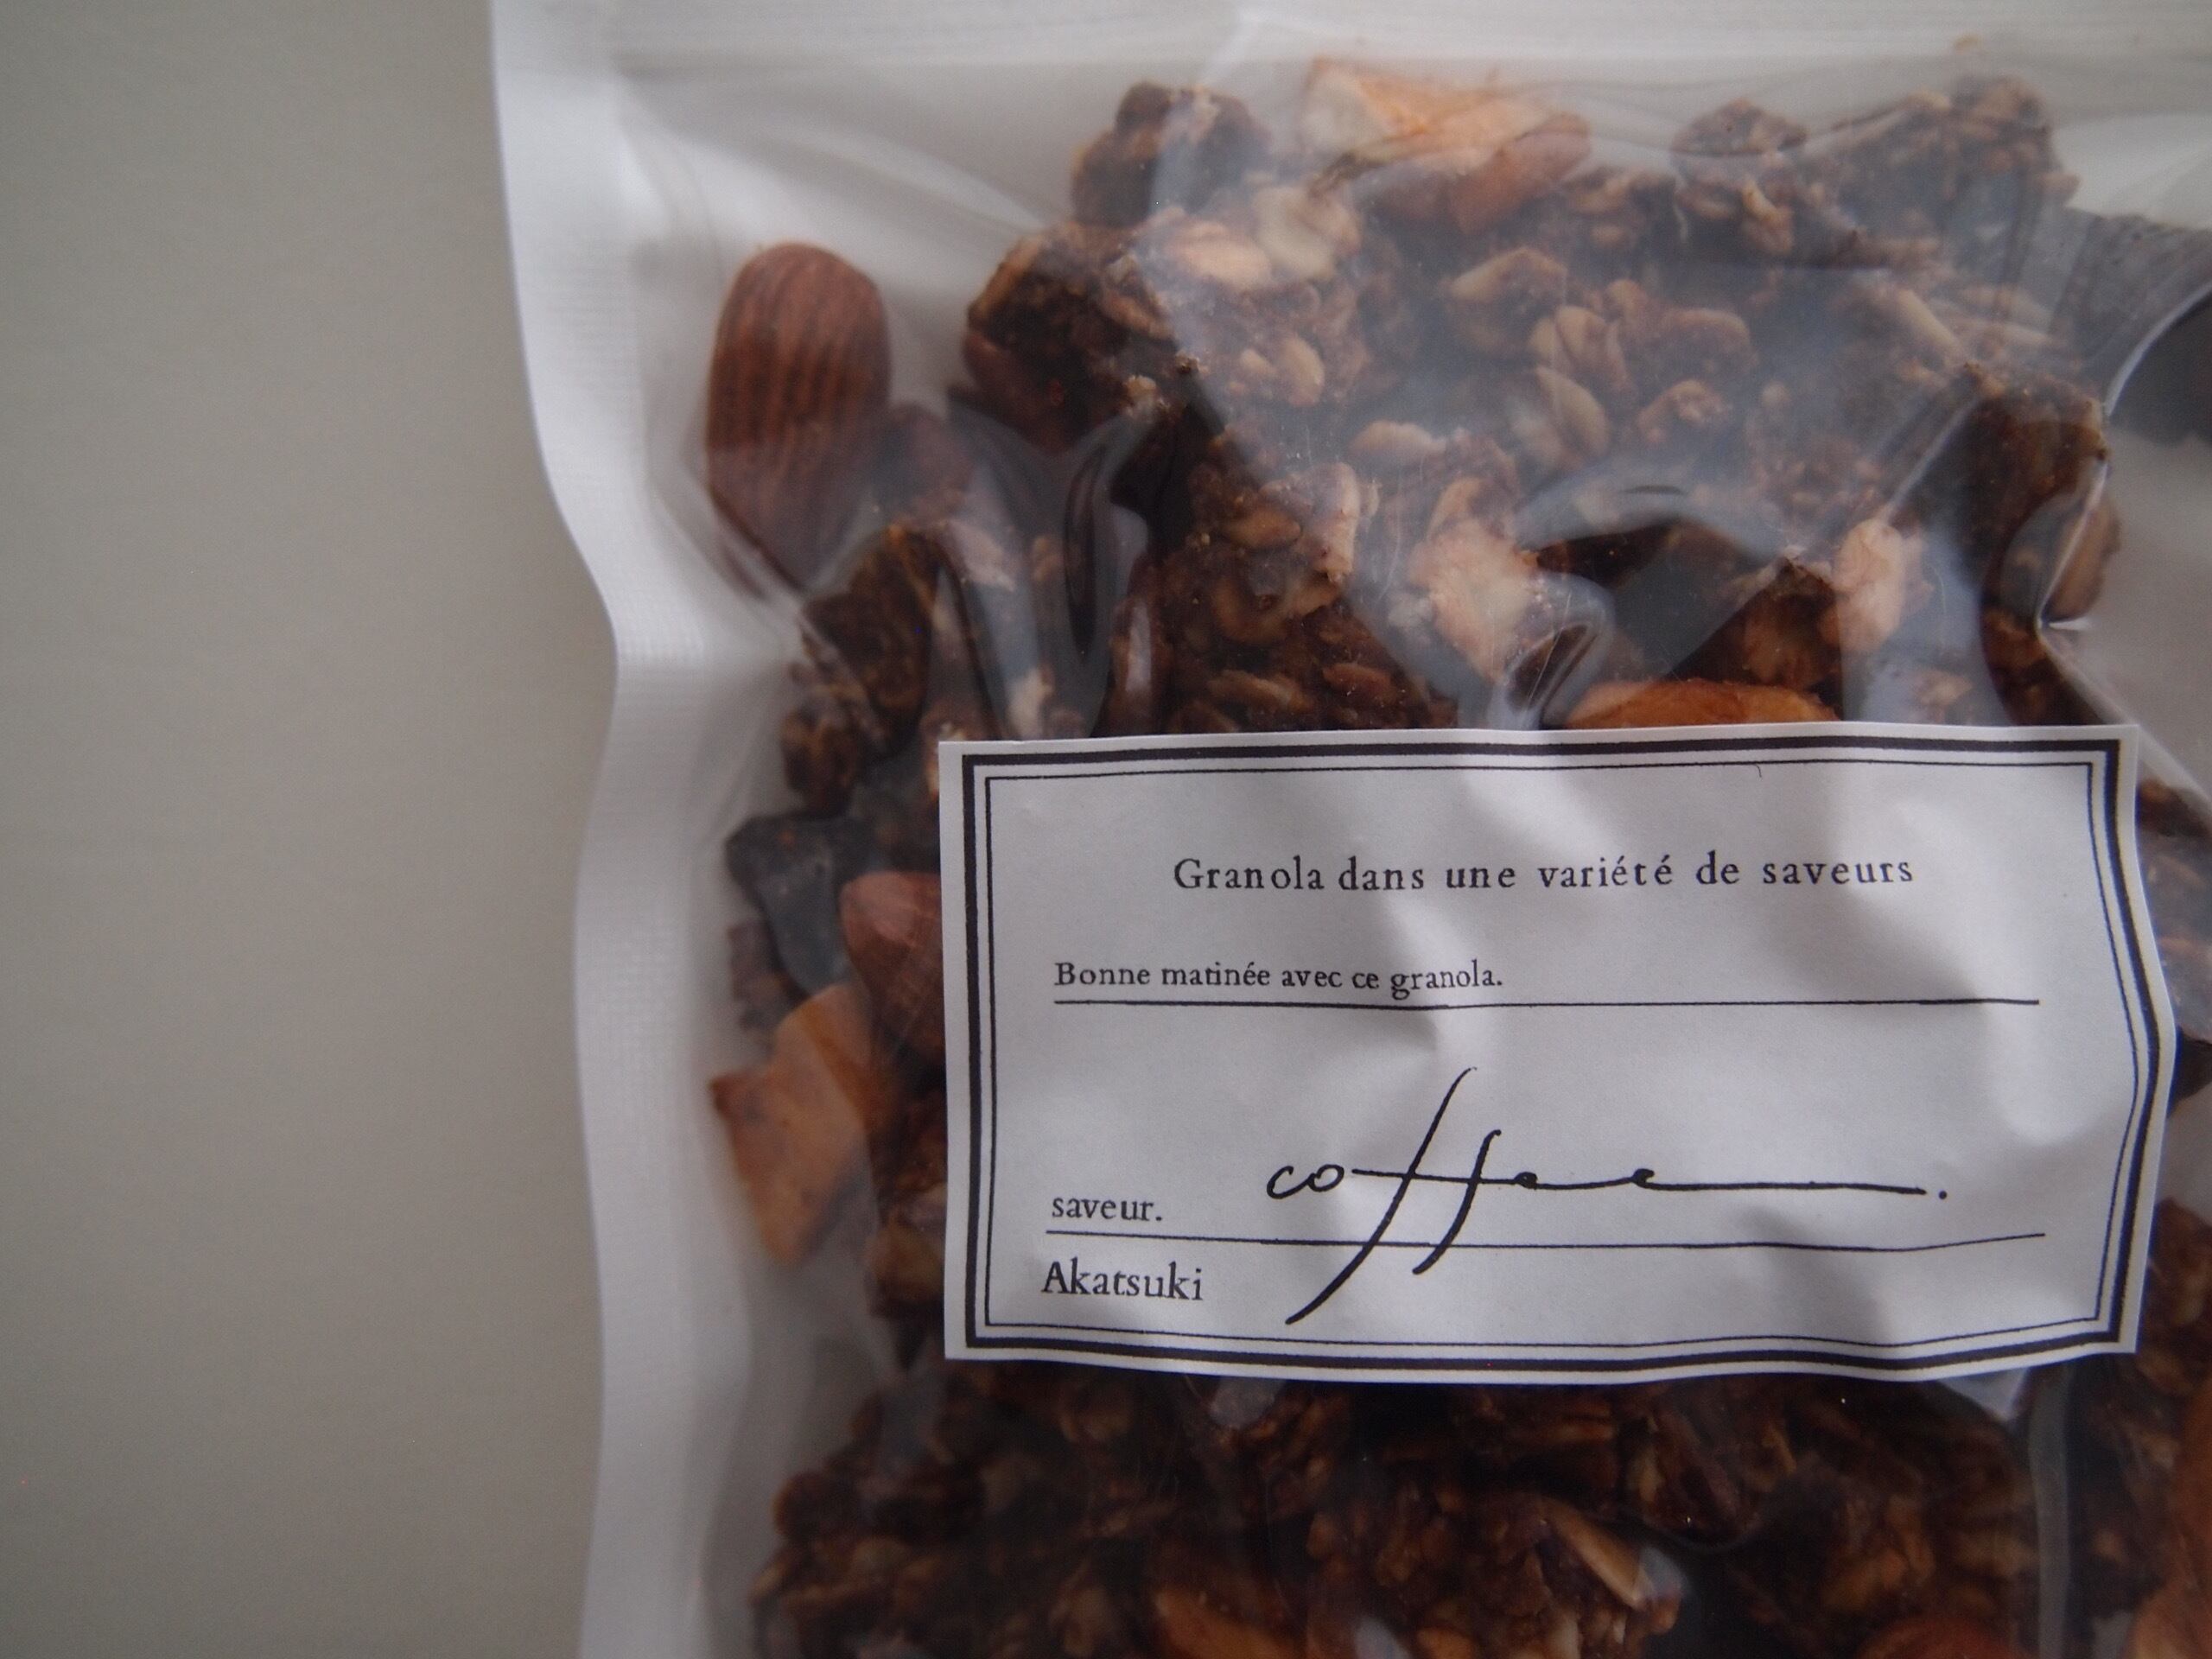 Granola dans une variété de saveurs
Bonne matinée avec ce granola.
saveur. coffee.
Akatsuki